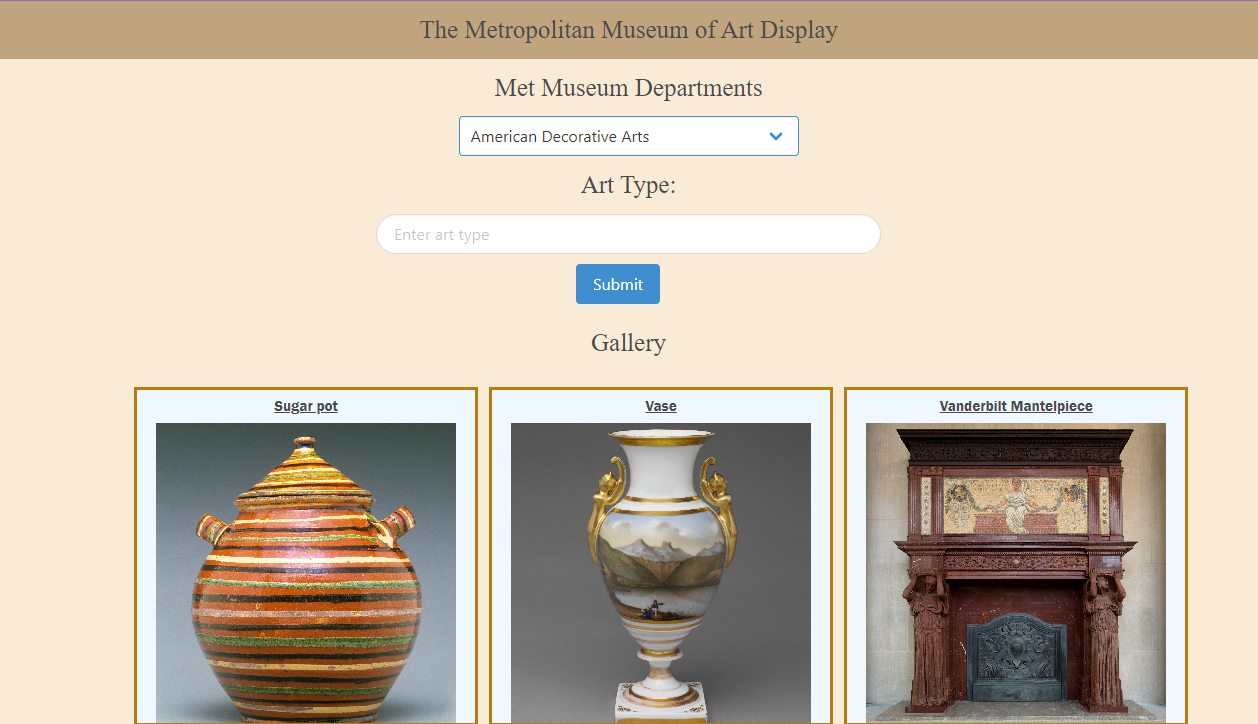 The Metropolitan Museum of Art Display
Met Museum Departments
American Decorative Arts
Art Type:
Enter art type
Submit
Gallery
Sugar pot
Vase
Vanderbilt Mantelpiece